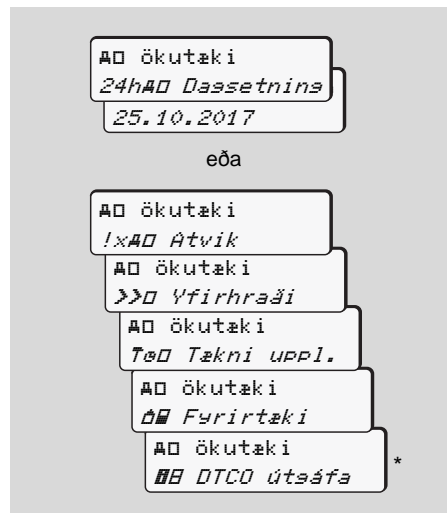 ökutæki
24h Dagsetning
25.10.2017
eða
ökutæki
!x Atvik
ökutæki
>> Yfirhraði
ökutæki
T Tækni uppl.
ökutæki
Fyrirtæki
ökutæki
DTCO útgáfa
*